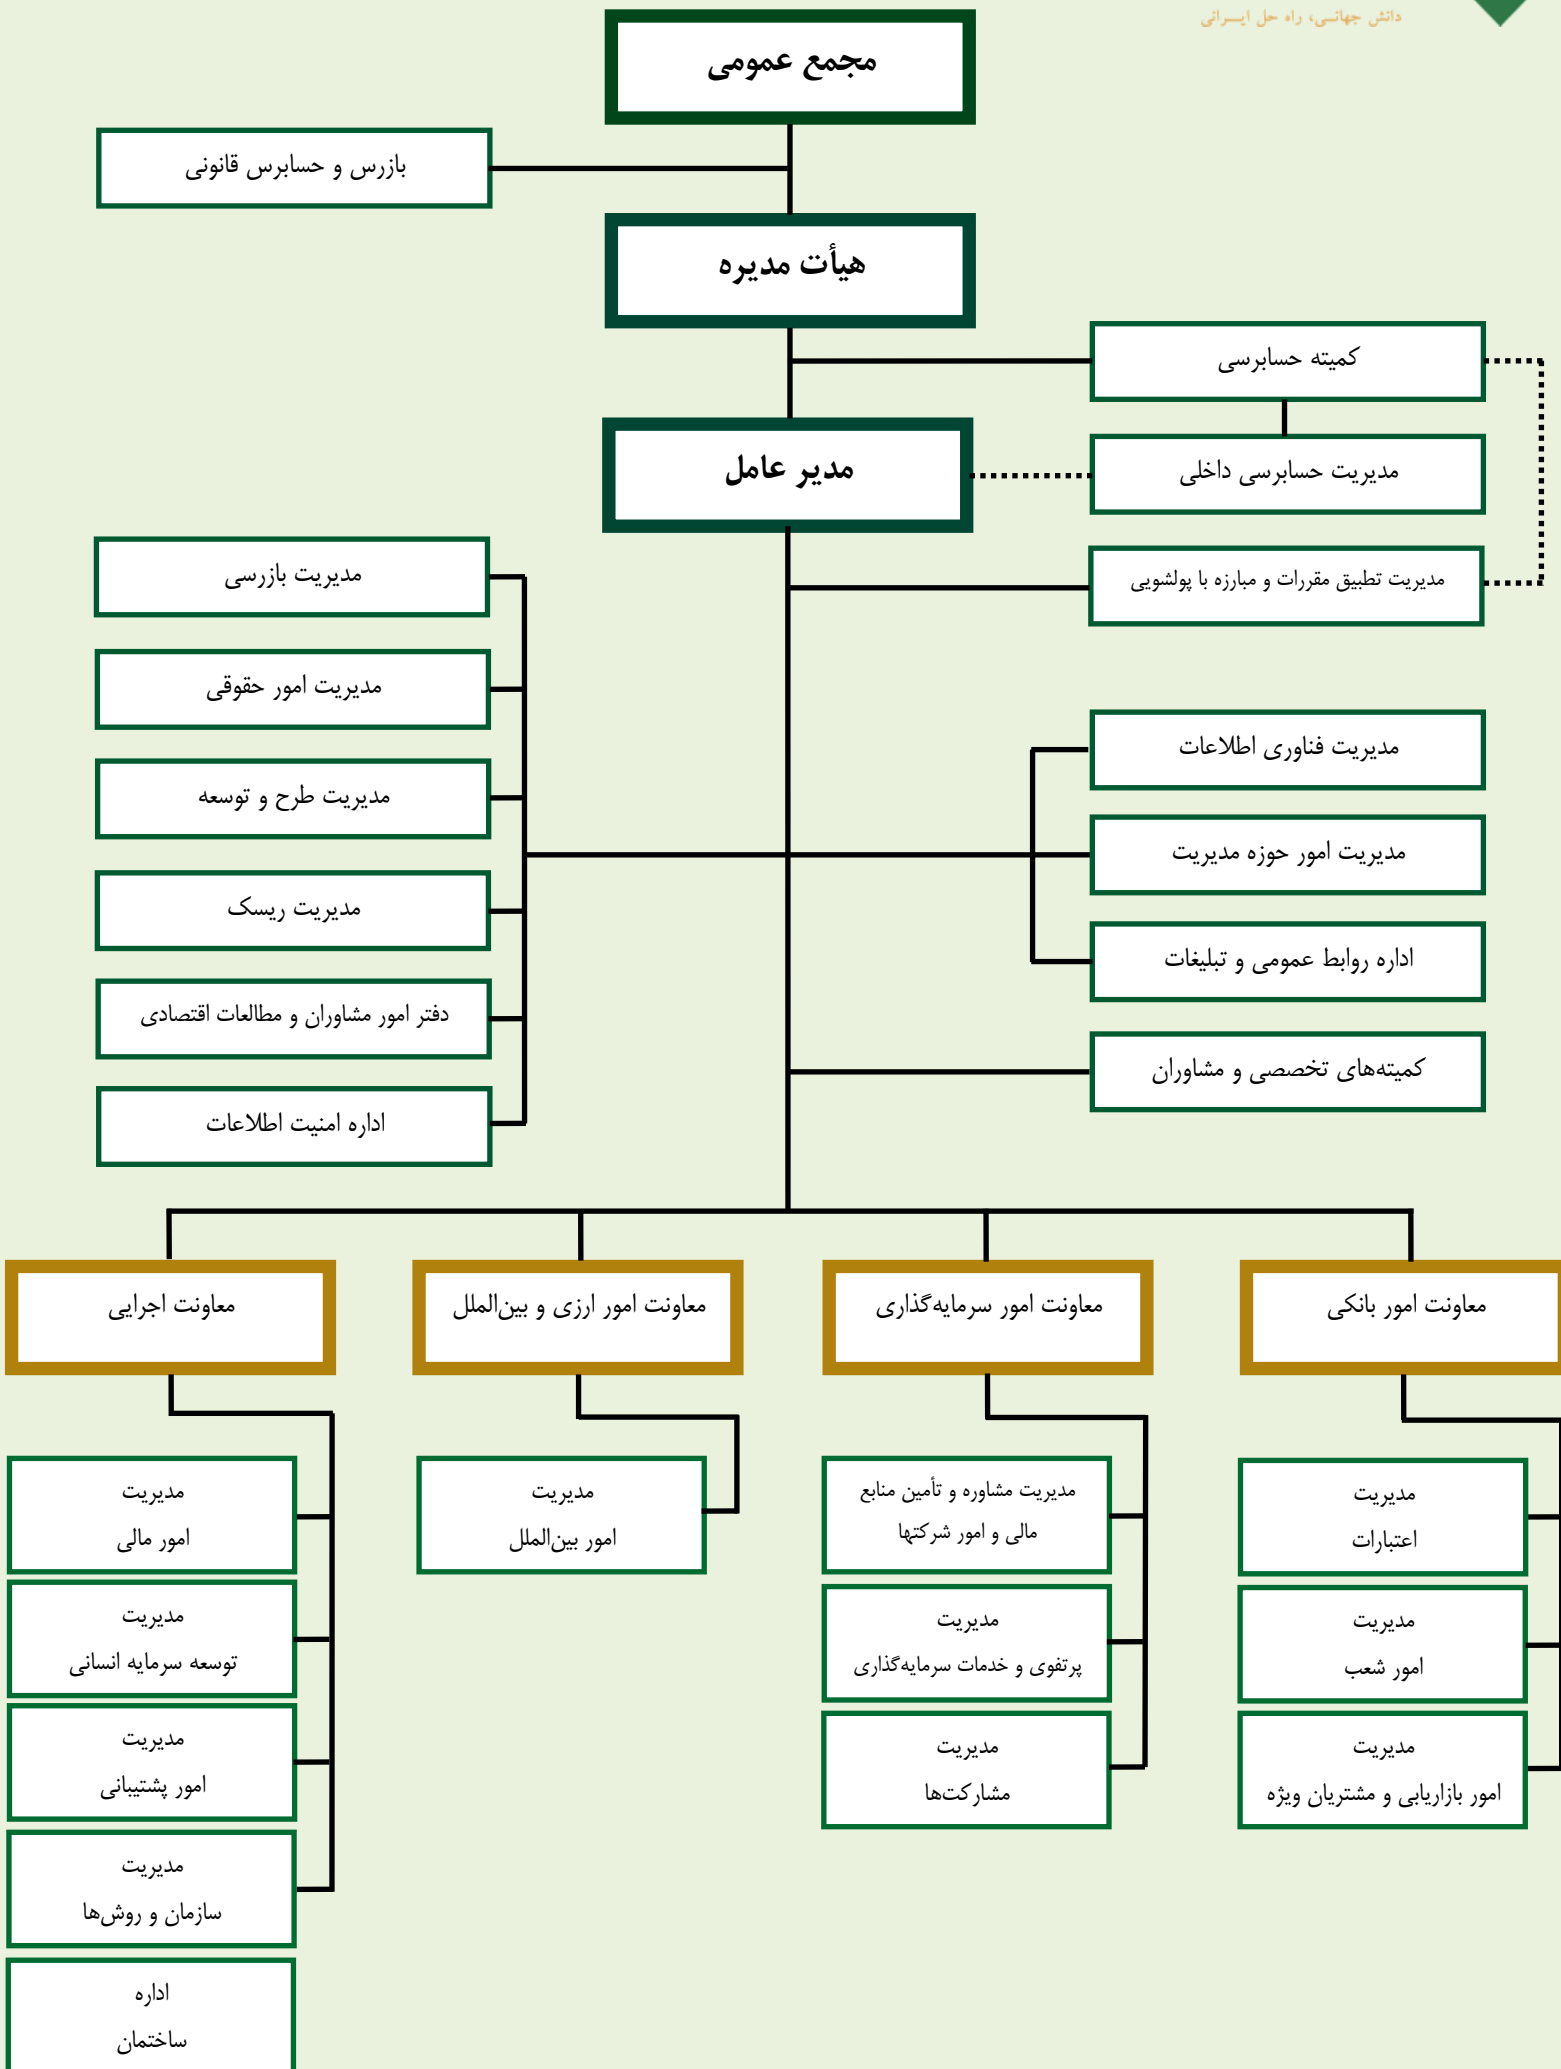 دانش جهانی، راه حل ایرانی
مجمع عمومی
بازرس و حسابرس قانونی
هیأت مدیره
کمیته حسابرسی
مدیر عامل
مدیریت حسابرسی داخلی
مدیریت تطبیق مقررات و مبارزه با پولشویی
مدیریت بازرسی
مدیریت امور حقوقی
مدیریت طرح و توسعه
مدیریت ریسک
دفتر امور مشاوران و مطالعات اقتصادی
اداره امنیت اطلاعات
مدیریت فناوری اطلاعات
مدیریت امور حوزه مدیریت
اداره روابط عمومی و تبلیغات
کمیته‌های تخصصی و مشاوران
معاونت امور بانکی
معاونت امور سرمایه‌گذاری
معاونت امور ارزی و بین‌الملل
معاونت اجرایی
مدیریت
اعتبارات
مدیریت
امور شعب
مدیریت
امور بازاریابی و مشتریان ویژه
مدیریت مشاوره و تأمین منابع
مالی و امور شرکتها
مدیریت
پرتفوی و خدمات سرمایه‌گذاری
مدیریت
مشارکت‌ها
مدیریت
امور بین‌الملل
مدیریت
امور مالی
مدیریت
توسعه سرمایه انسانی
مدیریت
امور پشتیبانی
مدیریت
سازمان و روش‌ها
اداره
ساختمان